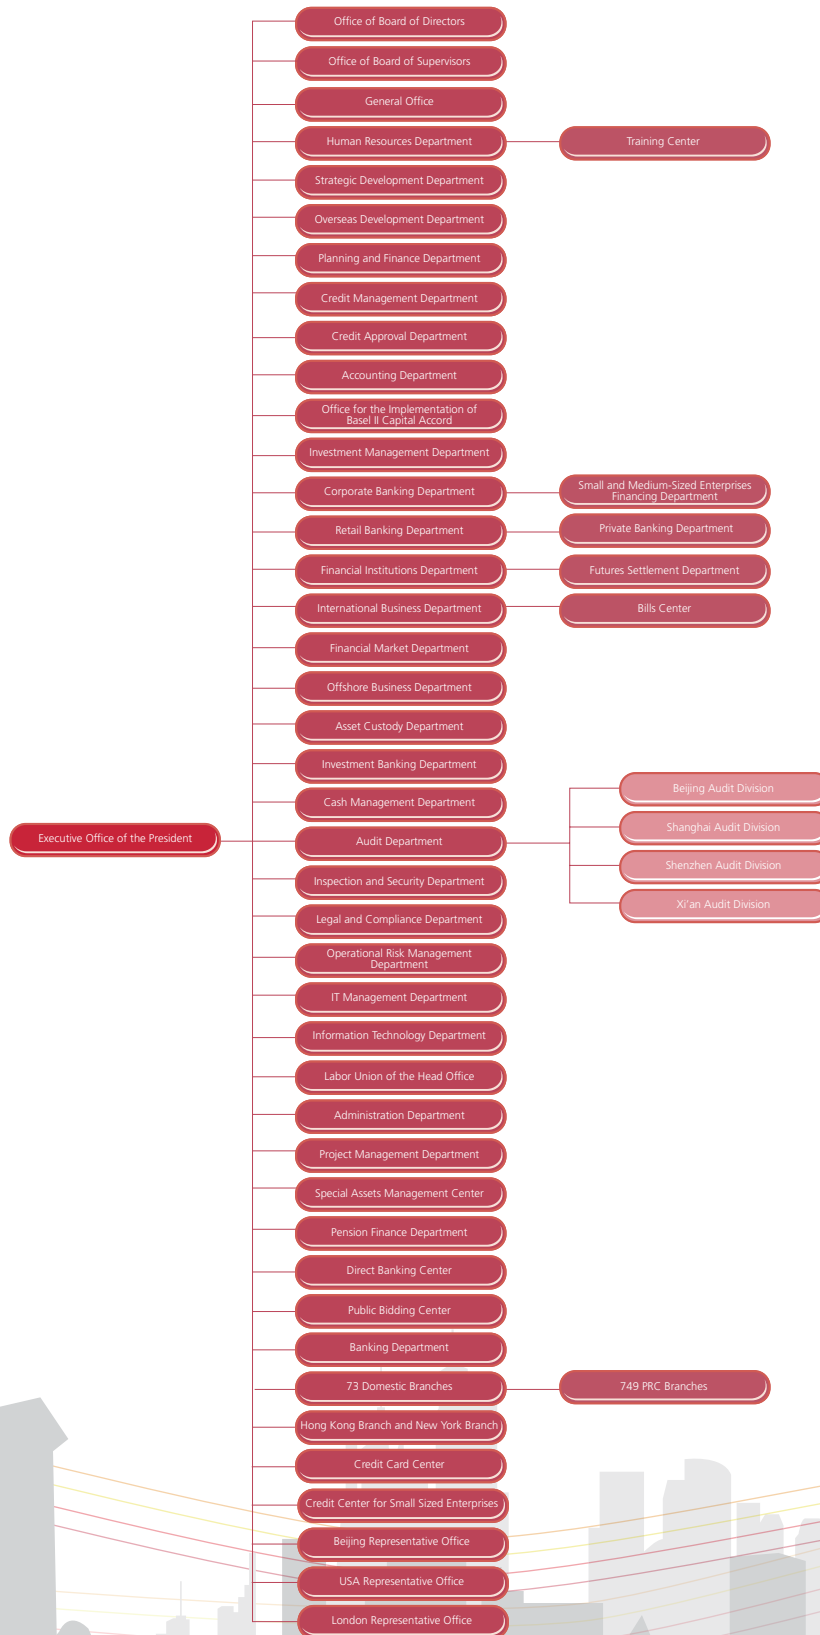 Office of Board of Directors
Office of Board of Supervisors
General Office
Human Resources Department
Training Center
Strategic Development Department
Overseas Development Department
Planning and Finance Department
Credit Management Department
Credit Approval Department
Accounting Department
Office for the Implementation of
Basel II Capital Accord
Investment Management Department
Corporate Banking Department
Small and Medium-Sized Enterprises
Financing Department
Retail Banking Department
Private Banking Department
Financial Institutions Department
Futures Settlement Department
International Business Department
Bills Center
Financial Market Department
Offshore Business Department
Asset Custody Department
Investment Banking Department
Cash Management Department
Executive Office of the President
Audit Department
Beijing Audit Division
Shanghai Audit Division
Shenzhen Audit Division
Xi'an Audit Division
Inspection and Security Department
Legal and Compliance Department
Operational Risk Management
Department
IT Management Department
Information Technology Department
Labor Union of the Head Office
Administration Department
Project Management Department
Special Assets Management Center
Pension Finance Department
Direct Banking Center
Public Bidding Center
Banking Department
73 Domestic Branches
749 PRC Branches
Hong Kong Branch and New York Branch
Credit Card Center
Credit Center for Small Sized Enterprises
Beijing Representative Office
USA Representative Office
London Representative Office